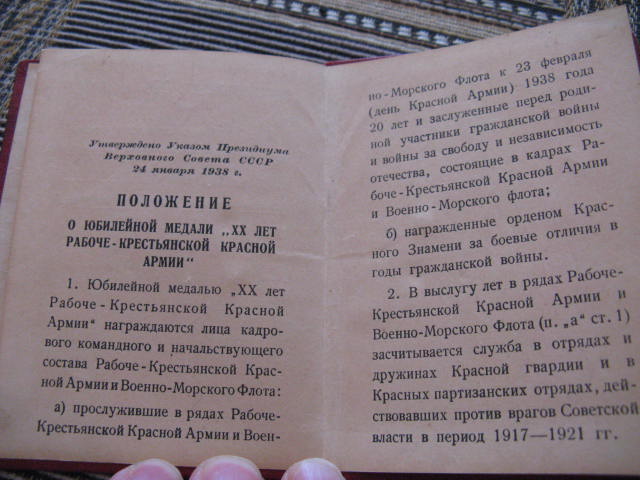 Утверждено Указом Президиума
Верховного Совета СССР
24 января 1938 г.
ПОЛОЖЕНИЕ
О ЮБИЛЕЙНОЙ МЕДАЛИ „XX ЛЕТ
РАБОЧЕ-КРЕСТЬЯНСКОЙ КРАСНОЙ
АРМИИ“
1. Юбилейной медалью „XX лет
Рабоче-Крестьянской Красной
Армии“ награждаются лица кадро-
вого командного и начальствующего
состава Рабоче-Крестьянской Крас-
ной Армии и Военно-Морского Флота:
а) прослужившие в рядах Рабоче-
Крестьянской Красной Армии и Воен-
но-Морского Флота к 23 февраля
(день Красной Армии) 1938 года
20 лет и заслуженные перед роди-
ной участники гражданской войны
и войны за свободу и независимость
отечества, состоящие в кадрах Ра-
боче-Крестьянской Красной Армии
и Военно-Морского флота;
б) награжденные орденом Крас-
ного Знамени за боевые отличия в
годы гражданской войны.
2. В выслугу лет в рядах Рабоче-
Крестьянской Красной Армии и
Военно-Морского Флота (п. „а“ ст. 1)
засчитывается служба в отрядах и
дружинах Красной гвардии и в
Красных партизанских отрядах, дей-
ствовавших против врагов Советской
власти в период 1917—1921 гг.